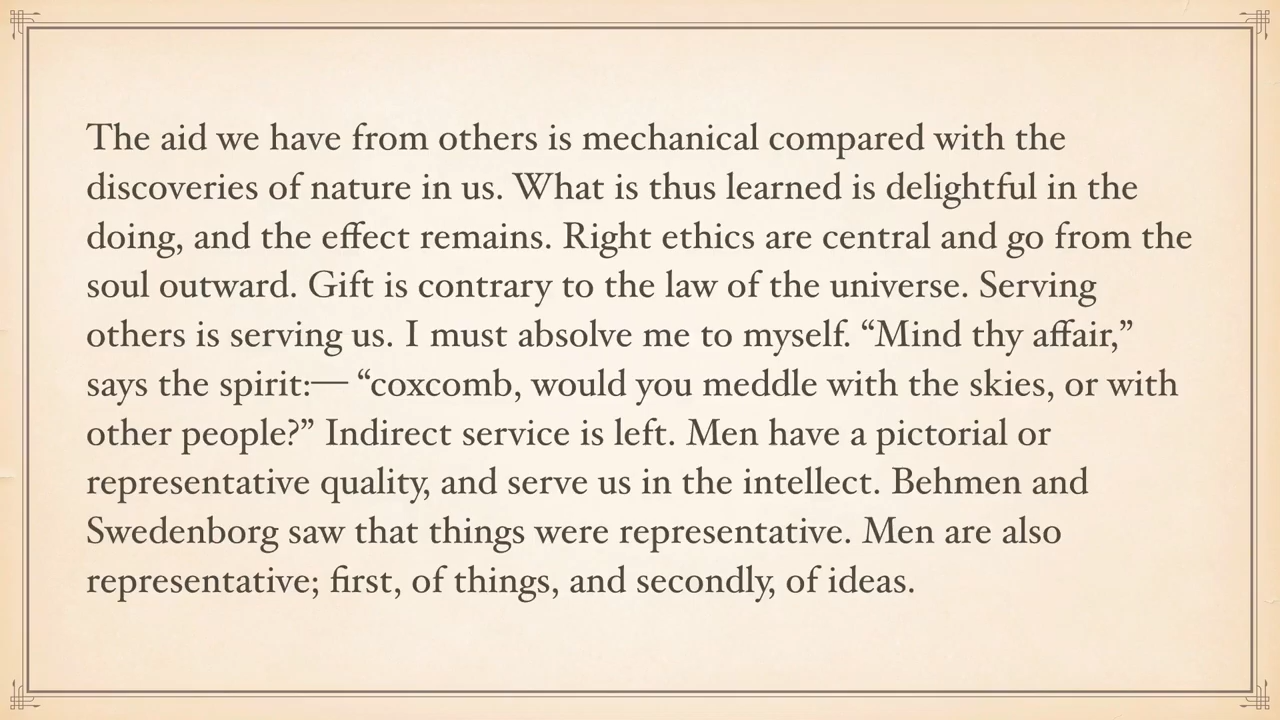 The aid we have from others is mechanical compared with the
discoveries of nature in us. What is thus learned is delightful in the
doing, and the effect remains. Right ethics are central and go from the
soul outward. Gift is contrary to the law of the universe. Serving
others is serving us. I must absolve me to myself. “Mind thy affair,”
says the spirit:— “coxcomb, would you meddle with the skies, or with
other people?” Indirect service is left. Men have a pictorial or
representative quality, and serve us in the intellect. Behmen and
Swedenborg saw that things were representative. Men are also
representative; first, of things, and secondly, of ideas.